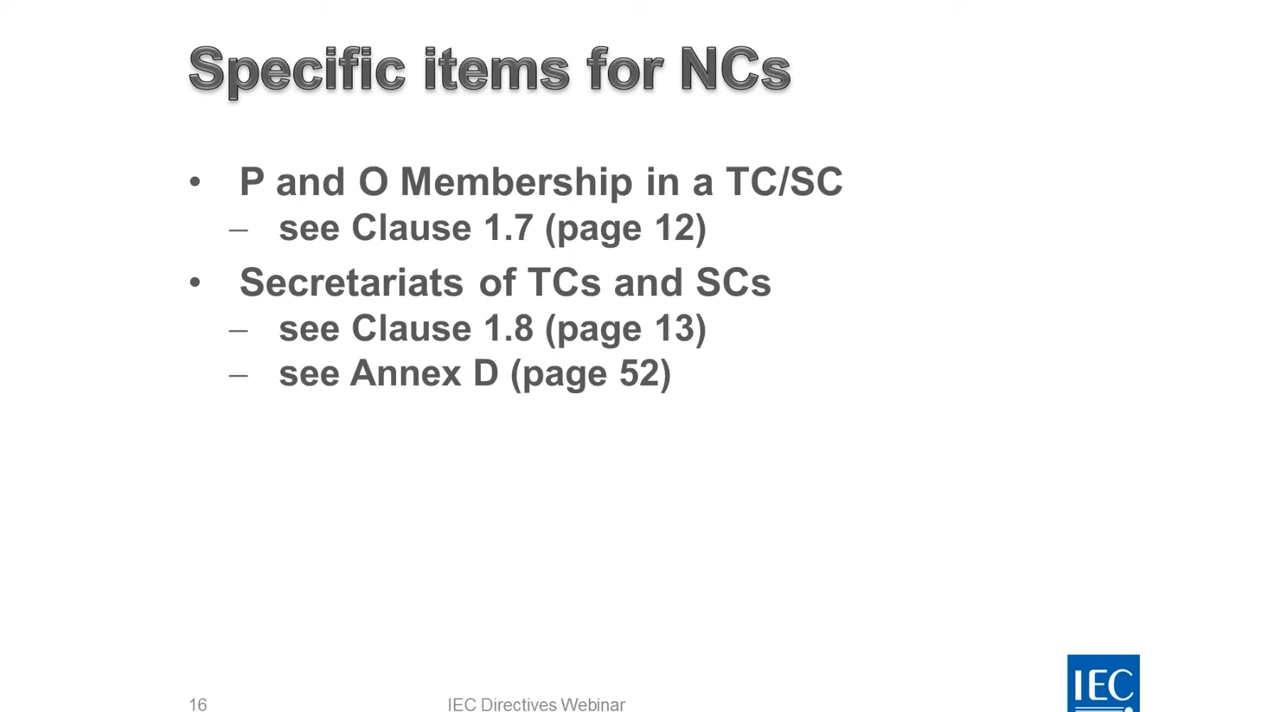 Specific items for NCs
• P and O Membership in a TC/SC
– see Clause 1.7 (page 12)
• Secretariats of TCs and SCs
– see Clause 1.8 (page 13)
– see Annex D (page 52)
16
IEC Directives Webinar
IEC